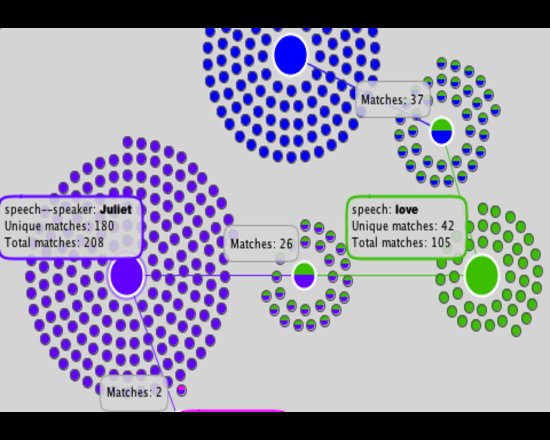 Matches: 37
speech--speaker: Juliet
Unique matches: 180
Total matches: 208
speech: love
Unique matches: 42
Total matches: 105
Matches: 26
Matches: 2